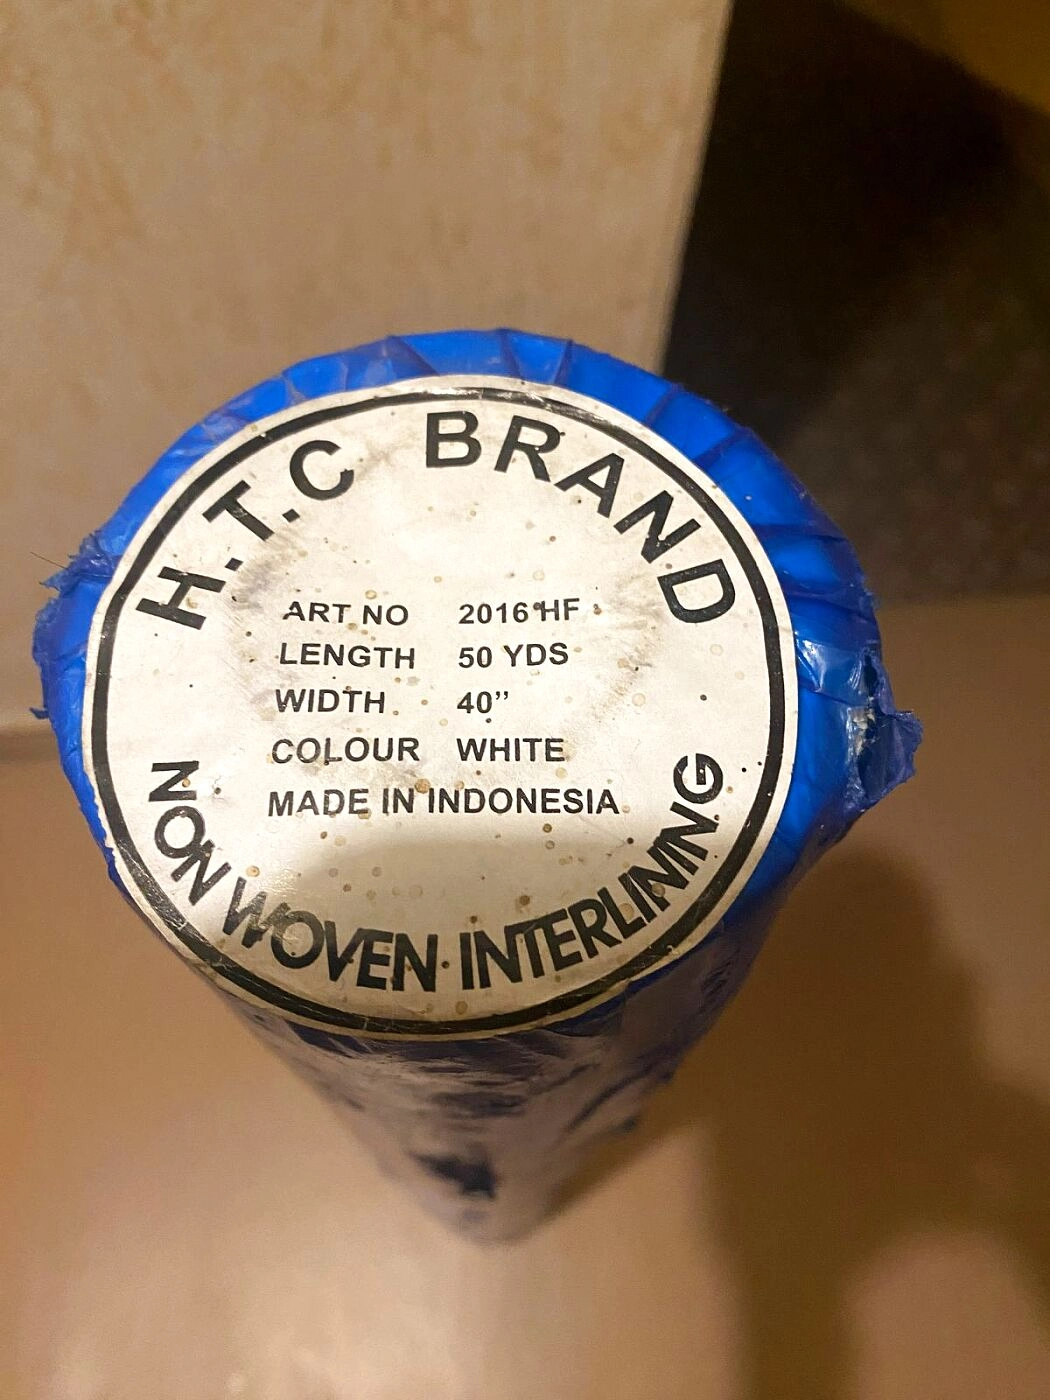 H.T.C BRAND
ART NO 2016 HF
LENGTH 50 YDS
WIDTH 40”
COLOUR WHITE
MADE IN INDONESIA
NON WOVEN INTERLINING